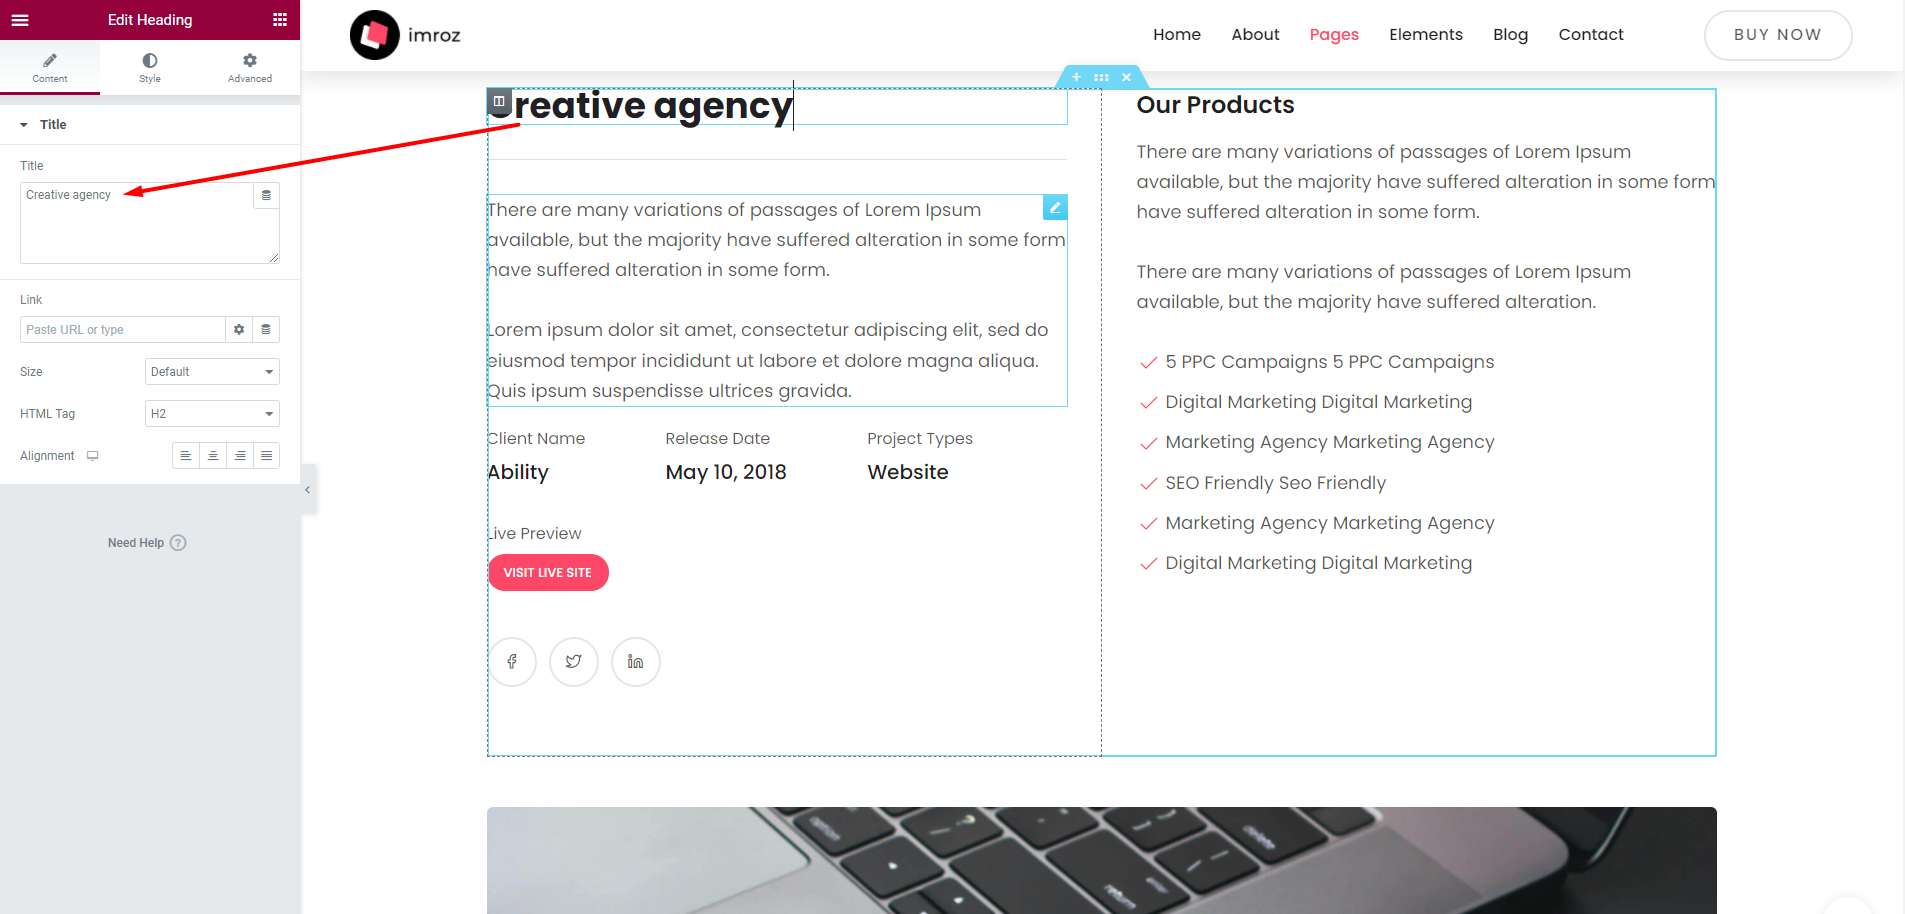 Edit Heading
Content
Style
Advanced
Title
Title
Creative agency
Link
Paste URL or type
Size
Default
HTML Tag
H2
Alignment
Need Help ?
imroz
Home
About
Pages
Elements
Blog
Contact
BUY NOW
Creative agency
There are many variations of passages of Lorem Ipsum
available, but the majority have suffered alteration in some form
have suffered alteration in some form.
Lorem ipsum dolor sit amet, consectetur adipiscing elit, sed do
eiusmod tempor incididunt ut labore et dolore magna aliqua.
Quis ipsum suspendisse ultrices gravida.
Client Name
Release Date
Project Types
Ability
May 10, 2018
Website
Live Preview
VISIT LIVE SITE
Our Products
There are many variations of passages of Lorem Ipsum
available, but the majority have suffered alteration in some form
have suffered alteration in some form.
There are many variations of passages of Lorem Ipsum
available, but the majority have suffered alteration.
5 PPC Campaigns 5 PPC Campaigns
Digital Marketing Digital Marketing
Marketing Agency Marketing Agency
SEO Friendly Seo Friendly
Marketing Agency Marketing Agency
Digital Marketing Digital Marketing
option
delete
enter
return